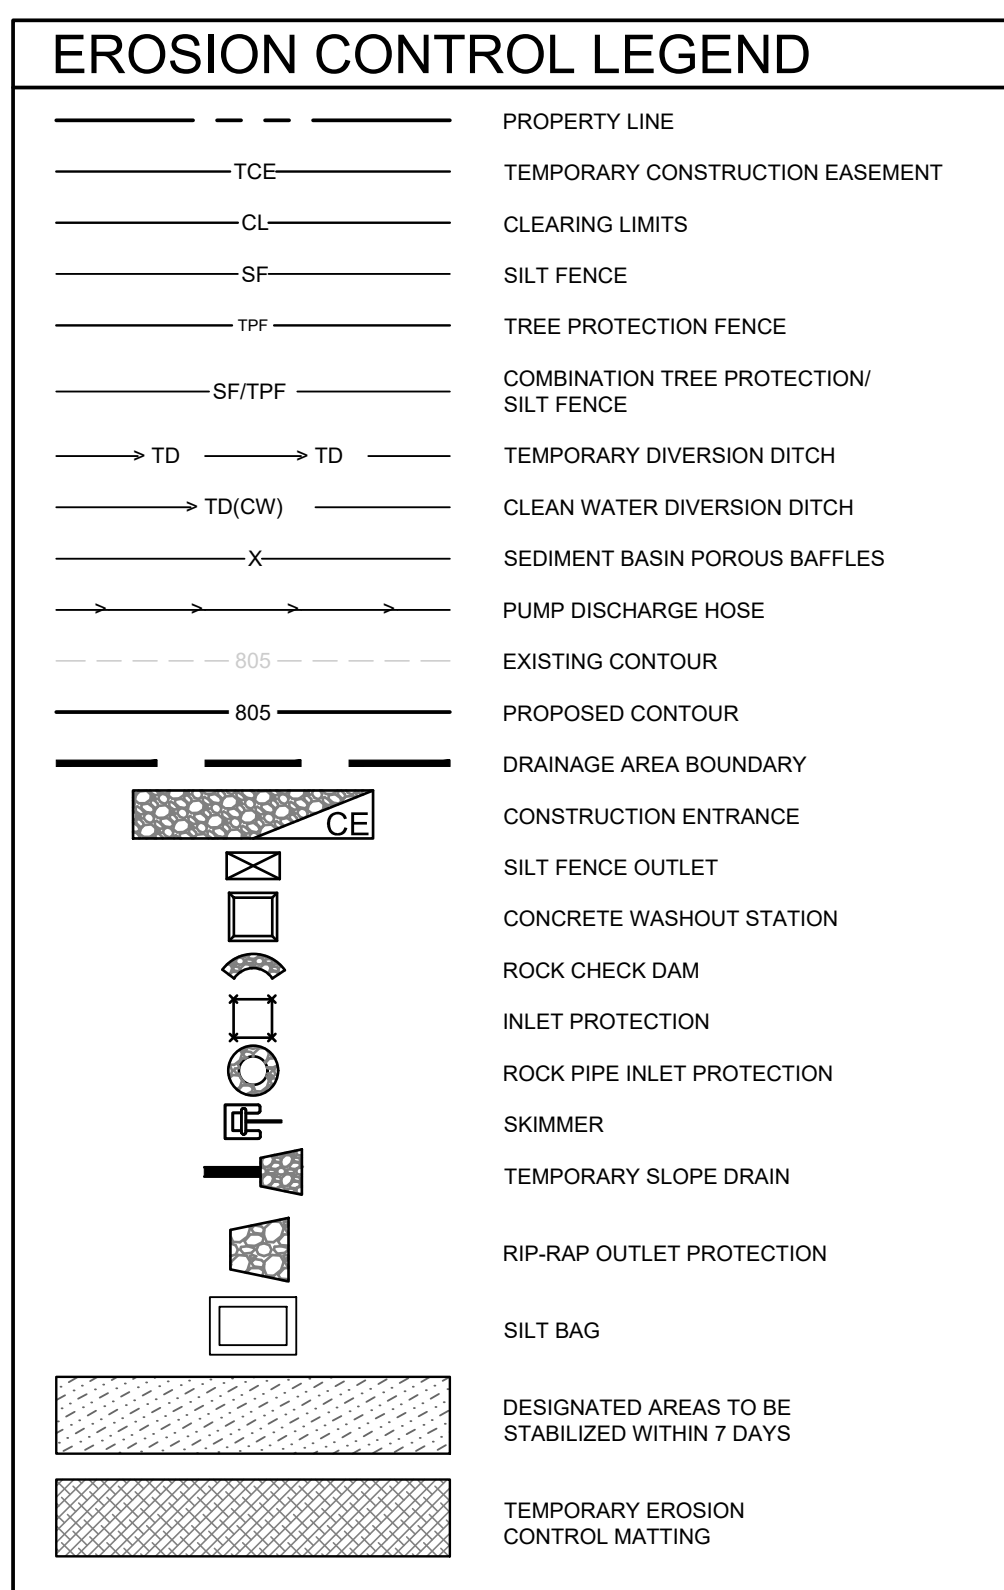 EROSION CONTROL LEGEND
PROPERTY LINE
TCE TEMPORARY CONSTRUCTION EASEMENT
CL CLEARING LIMITS
SF SILT FENCE
TPF TREE PROTECTION FENCE
SF/TPF COMBINATION TREE PROTECTION/
SILT FENCE
TD TD TEMPORARY DIVERSION DITCH
TD(CW) CLEAN WATER DIVERSION DITCH
X SEDIMENT BASIN POROUS BAFFLES
PUMP DISCHARGE HOSE
805 EXISTING CONTOUR
805 PROPOSED CONTOUR
DRAINAGE AREA BOUNDARY
CE CONSTRUCTION ENTRANCE
SILT FENCE OUTLET
CONCRETE WASHOUT STATION
ROCK CHECK DAM
INLET PROTECTION
ROCK PIPE INLET PROTECTION
SKIMMER
TEMPORARY SLOPE DRAIN
RIP-RAP OUTLET PROTECTION
SILT BAG
DESIGNATED AREAS TO BE
STABILIZED WITHIN 7 DAYS
TEMPORARY EROSION
CONTROL MATTING